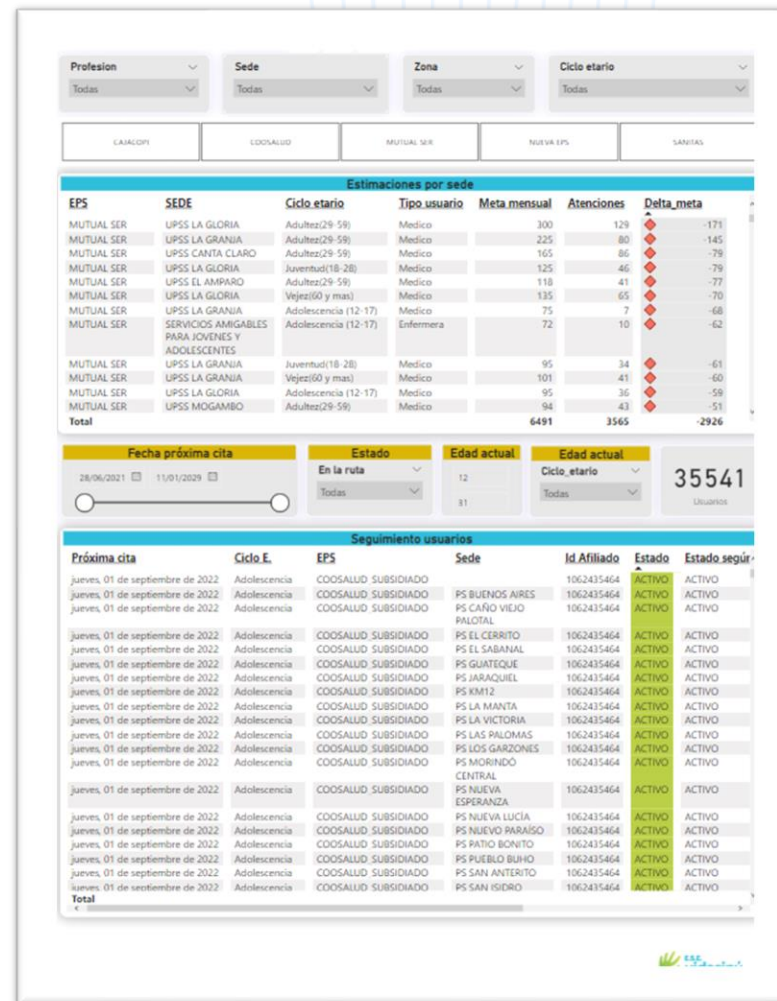 Profesion Sede Zona Ciclo etario
Todas Todas Todas Todas
CAJACOPI COOSALUD MUTUAL SER NUEVA EPS SANITAS
Estimaciones por sede
EPS SEDE Ciclo etario Tipo usuario Meta mensual Atenciones Delta_meta
MUTUAL SER UPSS LA GLORIA Adultez(29-59) Medico 300 129 -171
MUTUAL SER UPSS LA GRANJA Adultez(29-59) Medico 225 80 -145
MUTUAL SER UPSS CANTA CLARO Adultez(29-59) Medico 165 86 -79
MUTUAL SER UPSS LA GLORIA Juventud(18-28) Medico 125 46 -79
MUTUAL SER UPSS EL AMPARO Adultez(29-59) Medico 118 41 -77
MUTUAL SER UPSS LA GLORIA Vejez(60 y mas) Medico 135 65 -70
MUTUAL SER UPSS LA GRANJA Adolescencia (12-17) Medico 75 7 -68
MUTUAL SER SERVICIOS AMIGABLES Adolescencia (12-17) Enfermera 72 10 -62
PARA JOVENES Y
ADOLESCENTES
MUTUAL SER UPSS LA GRANJA Juventud(18-28) Medico 95 34 -61
MUTUAL SER UPSS LA GRANJA Vejez(60 y mas) Medico 101 41 -60
MUTUAL SER UPSS LA GLORIA Adolescencia (12-17) Medico 95 36 -59
MUTUAL SER UPSS MOGAMBO Adultez(29-59) Medico 94 43 -51
Total 6491 3565 -2926
Fecha próxima cita Estado Edad actual Edad actual
28/06/2021 11/01/2029 En la ruta 12 Ciclo_etario 35541
Todas 31 Todas Usuarios
Seguimiento usuarios
Próxima cita Ciclo E. EPS Sede Id Afiliado Estado Estado según
jueves, 01 de septiembre de 2022 Adolescencia COOSALUD SUBSIDIADO 1062435464 ACTIVO ACTIVO
jueves, 01 de septiembre de 2022 Adolescencia COOSALUD SUBSIDIADO PS BUENOS AIRES 1062435464 ACTIVO ACTIVO
jueves, 01 de septiembre de 2022 Adolescencia COOSALUD SUBSIDIADO PS CAÑO VIEJO 1062435464 ACTIVO ACTIVO
PALOTAL
jueves, 01 de septiembre de 2022 Adolescencia COOSALUD SUBSIDIADO PS EL CERRITO 1062435464 ACTIVO ACTIVO
jueves, 01 de septiembre de 2022 Adolescencia COOSALUD SUBSIDIADO PS EL SABANAL 1062435464 ACTIVO ACTIVO
jueves, 01 de septiembre de 2022 Adolescencia COOSALUD SUBSIDIADO PS GUATEQUE 1062435464 ACTIVO ACTIVO
jueves, 01 de septiembre de 2022 Adolescencia COOSALUD SUBSIDIADO PS JARAQUIEL 1062435464 ACTIVO ACTIVO
jueves, 01 de septiembre de 2022 Adolescencia COOSALUD SUBSIDIADO PS KM12 1062435464 ACTIVO ACTIVO
jueves, 01 de septiembre de 2022 Adolescencia COOSALUD SUBSIDIADO PS LA MANTA 1062435464 ACTIVO ACTIVO
jueves, 01 de septiembre de 2022 Adolescencia COOSALUD SUBSIDIADO PS LA VICTORIA 1062435464 ACTIVO ACTIVO
jueves, 01 de septiembre de 2022 Adolescencia COOSALUD SUBSIDIADO PS LAS PALOMAS 1062435464 ACTIVO ACTIVO
jueves, 01 de septiembre de 2022 Adolescencia COOSALUD SUBSIDIADO PS LOS GARZONES 1062435464 ACTIVO ACTIVO
jueves, 01 de septiembre de 2022 Adolescencia COOSALUD SUBSIDIADO PS MORINDÓ 1062435464 ACTIVO ACTIVO
CENTRAL
jueves, 01 de septiembre de 2022 Adolescencia COOSALUD SUBSIDIADO PS NUEVA 1062435464 ACTIVO ACTIVO
ESPERANZA
jueves, 01 de septiembre de 2022 Adolescencia COOSALUD SUBSIDIADO PS NUEVA LUCÍA 1062435464 ACTIVO ACTIVO
jueves, 01 de septiembre de 2022 Adolescencia COOSALUD SUBSIDIADO PS NUEVO PARAÍSO 1062435464 ACTIVO ACTIVO
jueves, 01 de septiembre de 2022 Adolescencia COOSALUD SUBSIDIADO PS PATIO BONITO 1062435464 ACTIVO ACTIVO
jueves, 01 de septiembre de 2022 Adolescencia COOSALUD SUBSIDIADO PS PUEBLO BUHO 1062435464 ACTIVO ACTIVO
jueves, 01 de septiembre de 2022 Adolescencia COOSALUD SUBSIDIADO PS SAN ANTERITO 1062435464 ACTIVO ACTIVO
jueves, 01 de septiembre de 2022 Adolescencia COOSALUD SUBSIDIADO PS SAN ISIDRO 1062435464 ACTIVO ACTIVO
Total